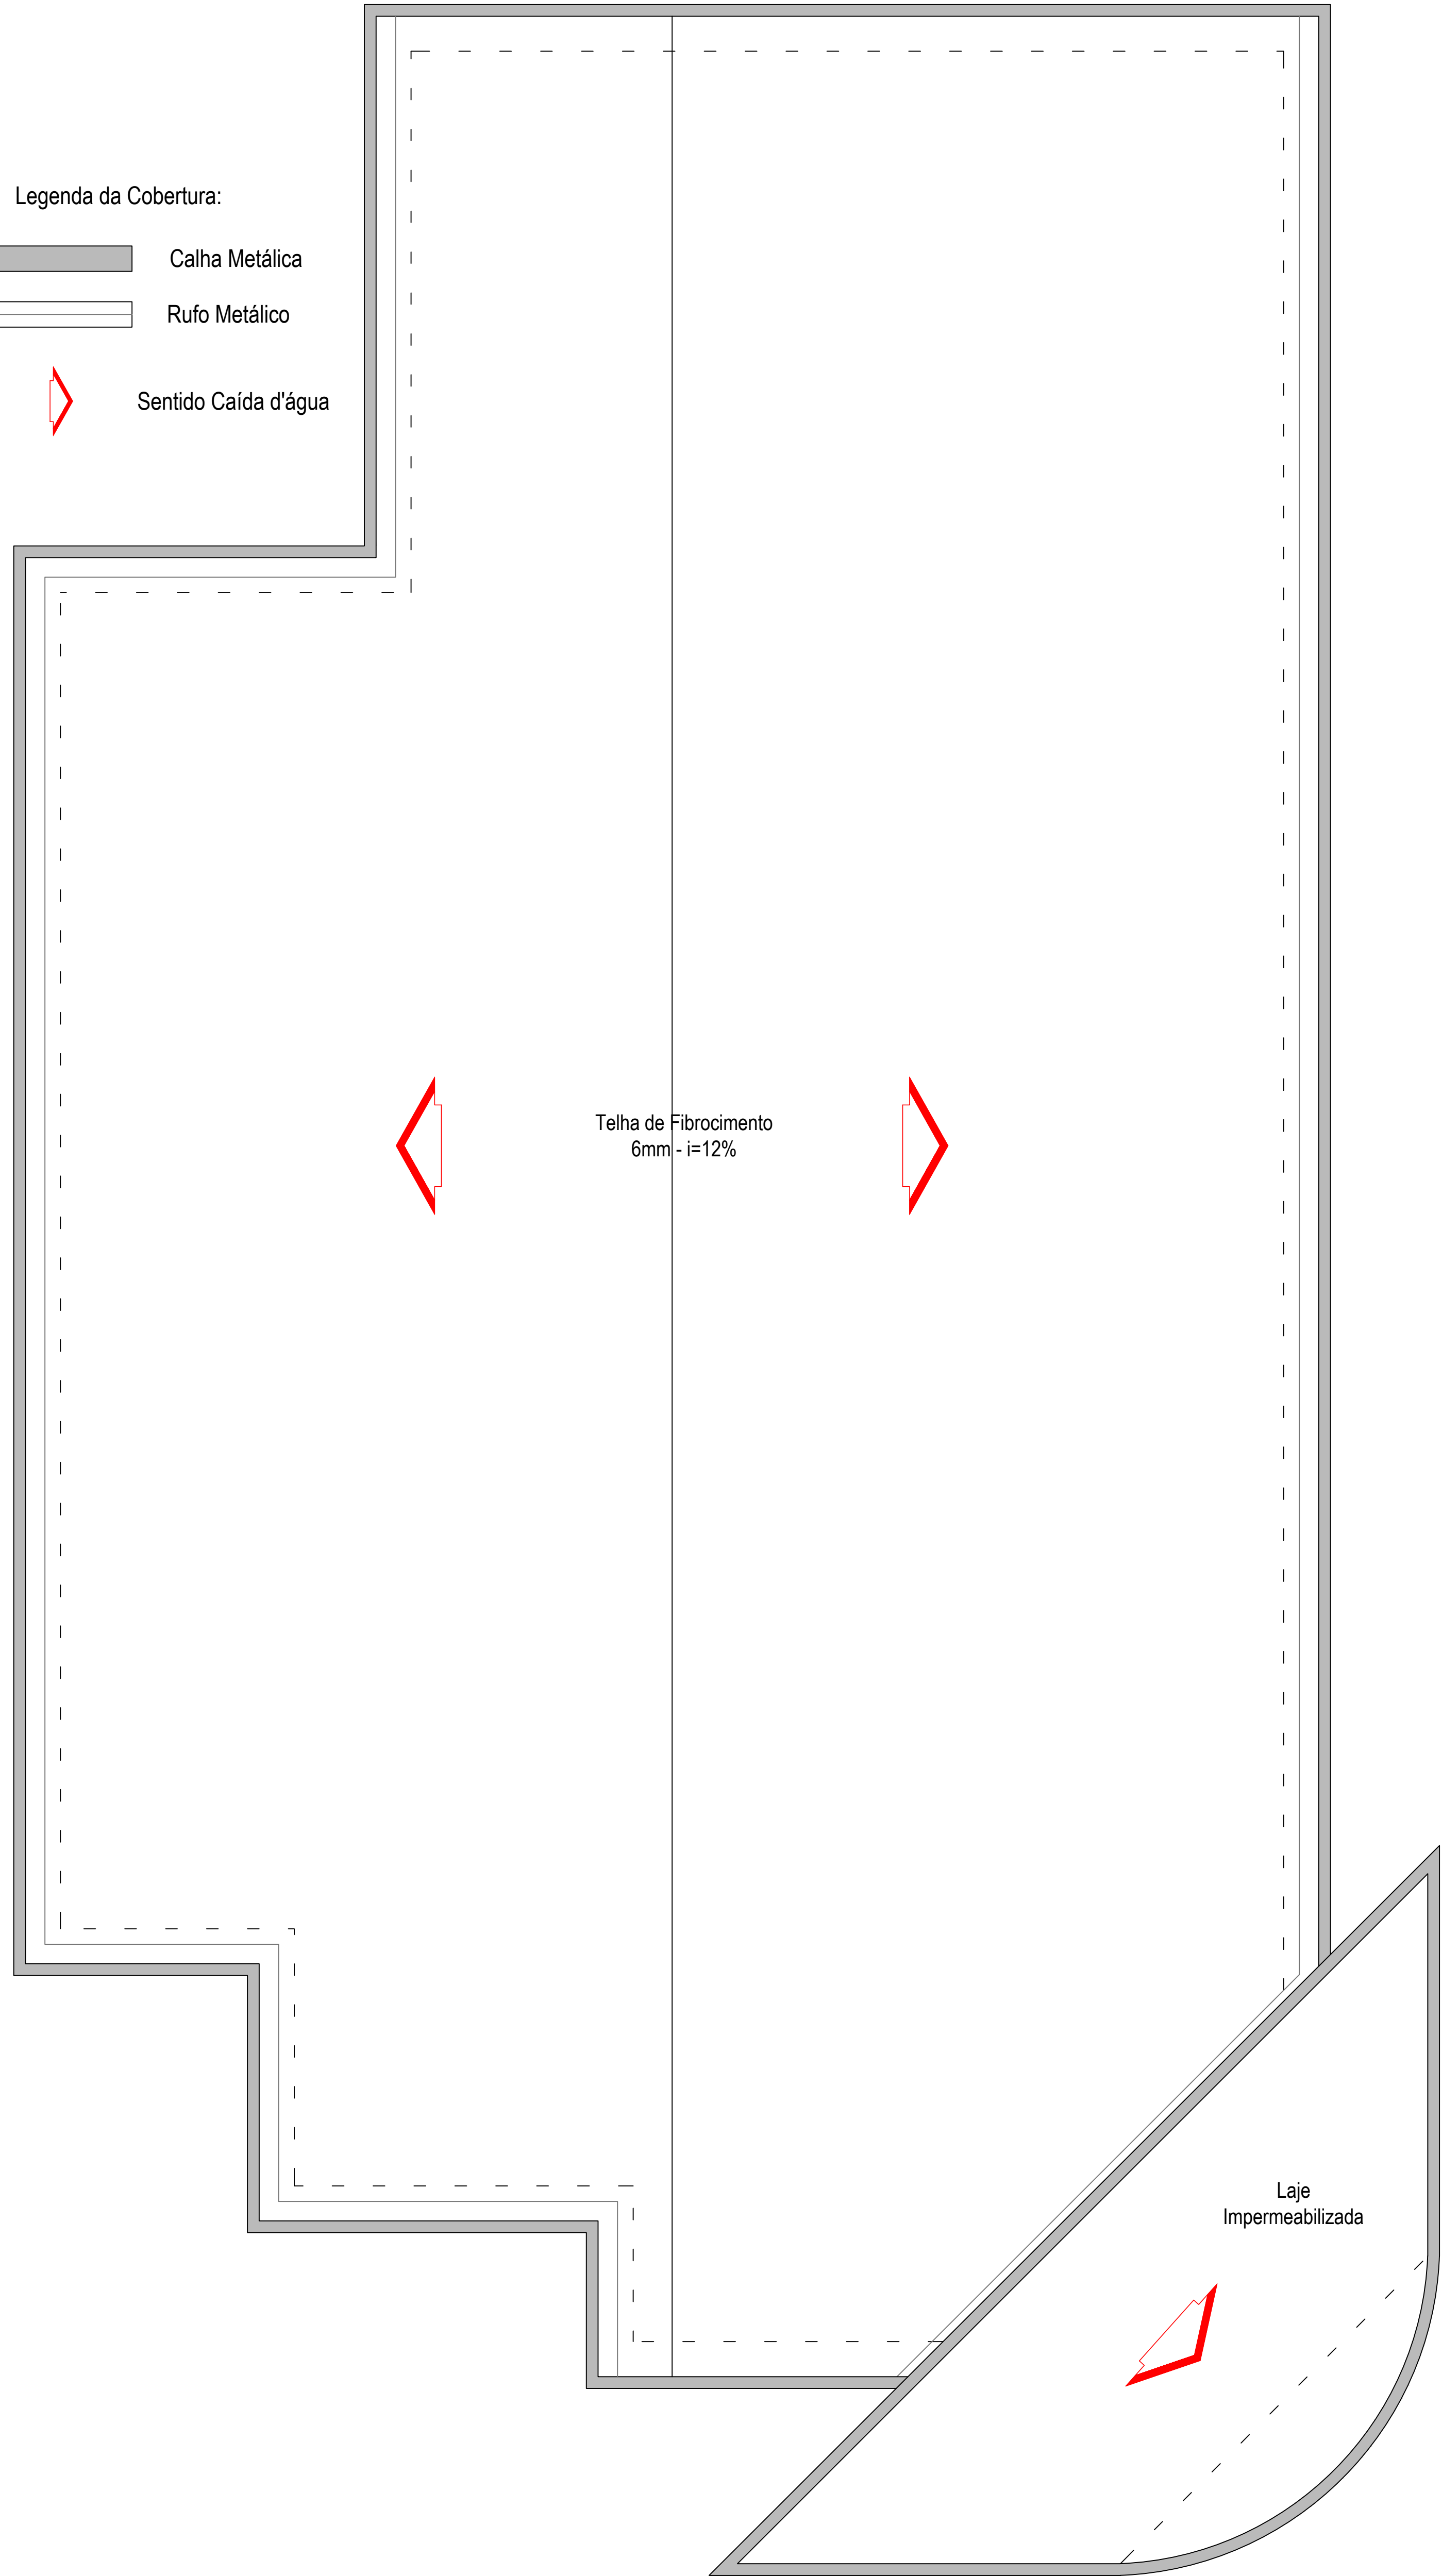 Legenda da Cobertura:
Calha Metálica
Rufo Metálico
Sentido Caída d'água
Telha de Fibrocimento
6mm - i=12%
Laje
Impermeabilizada